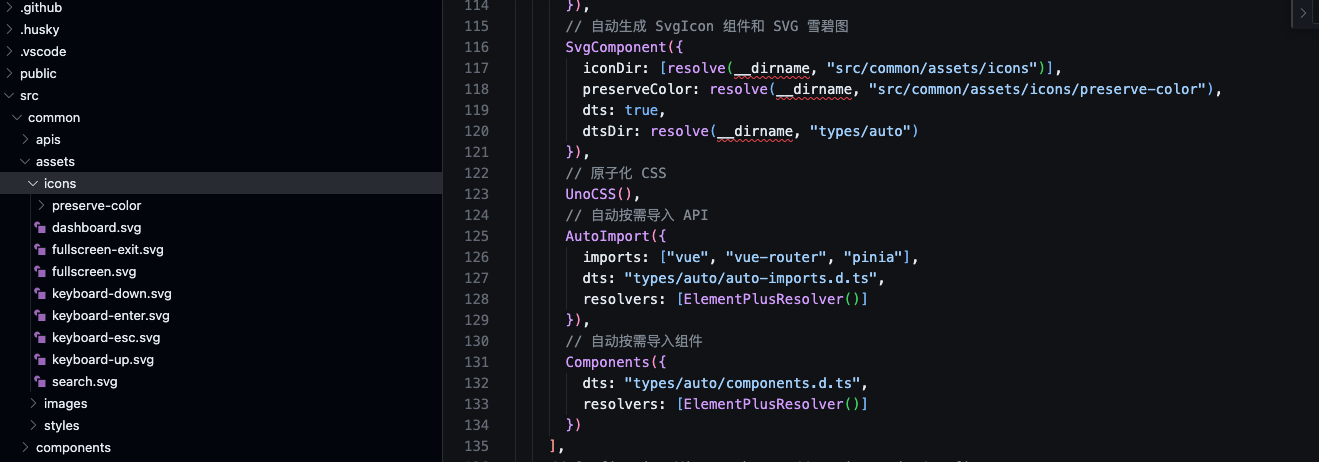 .github
.husky
.vscode
public
src
common
apis
assets
icons
preserve-color
dashboard.svg
fullscreen-exit.svg
fullscreen.svg
keyboard-down.svg
keyboard-enter.svg
keyboard-esc.svg
keyboard-up.svg
search.svg
images
styles
components
114 }),
115 // 自动生成 SvgIcon 组件和 SVG 雪碧图
116 SvgComponent({
117 iconDir: [resolve(__dirname, "src/common/assets/icons")],
118 preserveColor: resolve(__dirname, "src/common/assets/icons/preserve-color"),
119 dts: true,
120 dtsDir: resolve(__dirname, "types/auto")
121 }),
122 // 原子化 CSS
123 UnoCSS(),
124 // 自动按需导入 API
125 AutoImport({
126 imports: ["vue", "vue-router", "pinia"],
127 dts: "types/auto/auto-imports.d.ts",
128 resolvers: [ElementPlusResolver()]
129 }),
130 // 自动按需导入组件
131 Components({
132 dts: "types/auto/components.d.ts",
133 resolvers: [ElementPlusResolver()]
134 })
135 ],